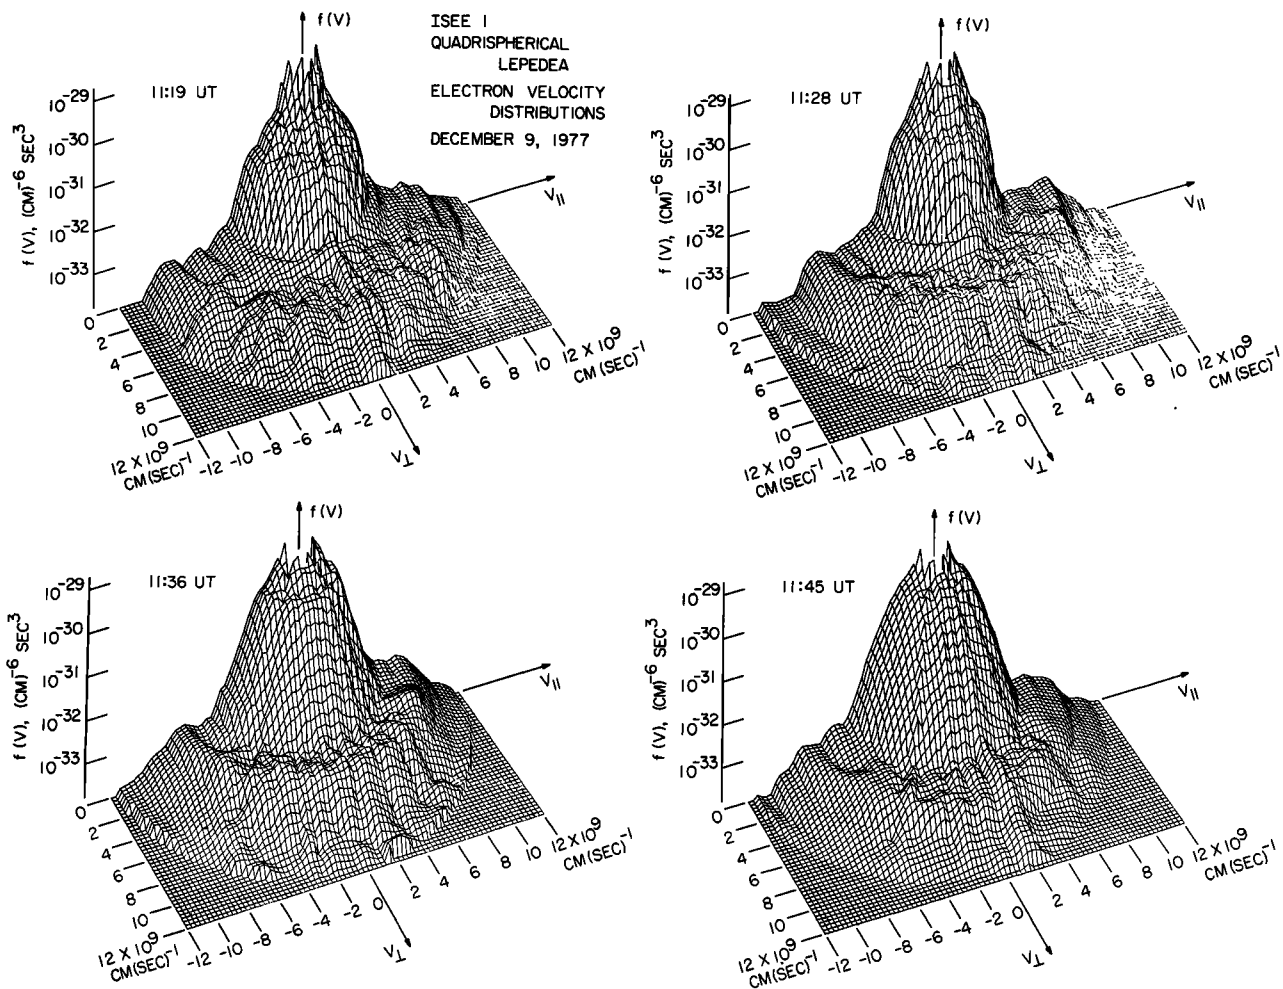 f(V)
ISEE 1
QUADRISPHERICAL
LEPEDEA
ELECTRON VELOCITY
DISTRIBUTIONS
DECEMBER 9, 1977
11:19 UT
f(V), (CM)^-6 SEC^3
10^-29
10^-30
10^-31
10^-32
10^-33
0
2
4
6
8
10
12 X 10^9
CM(SEC)^-1
-12 -10 -8 -6 -4 -2 0 2 4 6 8 10 12 X 10^9
CM(SEC)^-1
V||
V⊥
f(V)
11:28 UT
f(V), (CM)^-6 SEC^3
10^-29
10^-30
10^-31
10^-32
10^-33
0
2
4
6
8
10
12 X 10^9
CM(SEC)^-1
-12 -10 -8 -6 -4 -2 0 2 4 6 8 10 12 X 10^9
CM(SEC)^-1
V||
V⊥
f(V)
11:36 UT
f(V), (CM)^-6 SEC^3
10^-29
10^-30
10^-31
10^-32
10^-33
0
2
4
6
8
10
12 X 10^9
CM(SEC)^-1
-12 -10 -8 -6 -4 -2 0 2 4 6 8 10 12 X 10^9
CM(SEC)^-1
V||
V⊥
f(V)
11:45 UT
f(V), (CM)^-6 SEC^3
10^-29
10^-30
10^-31
10^-32
10^-33
0
2
4
6
8
10
12 X 10^9
CM(SEC)^-1
-12 -10 -8 -6 -4 -2 0 2 4 6 8 10 12 X 10^9
CM(SEC)^-1
V||
V⊥